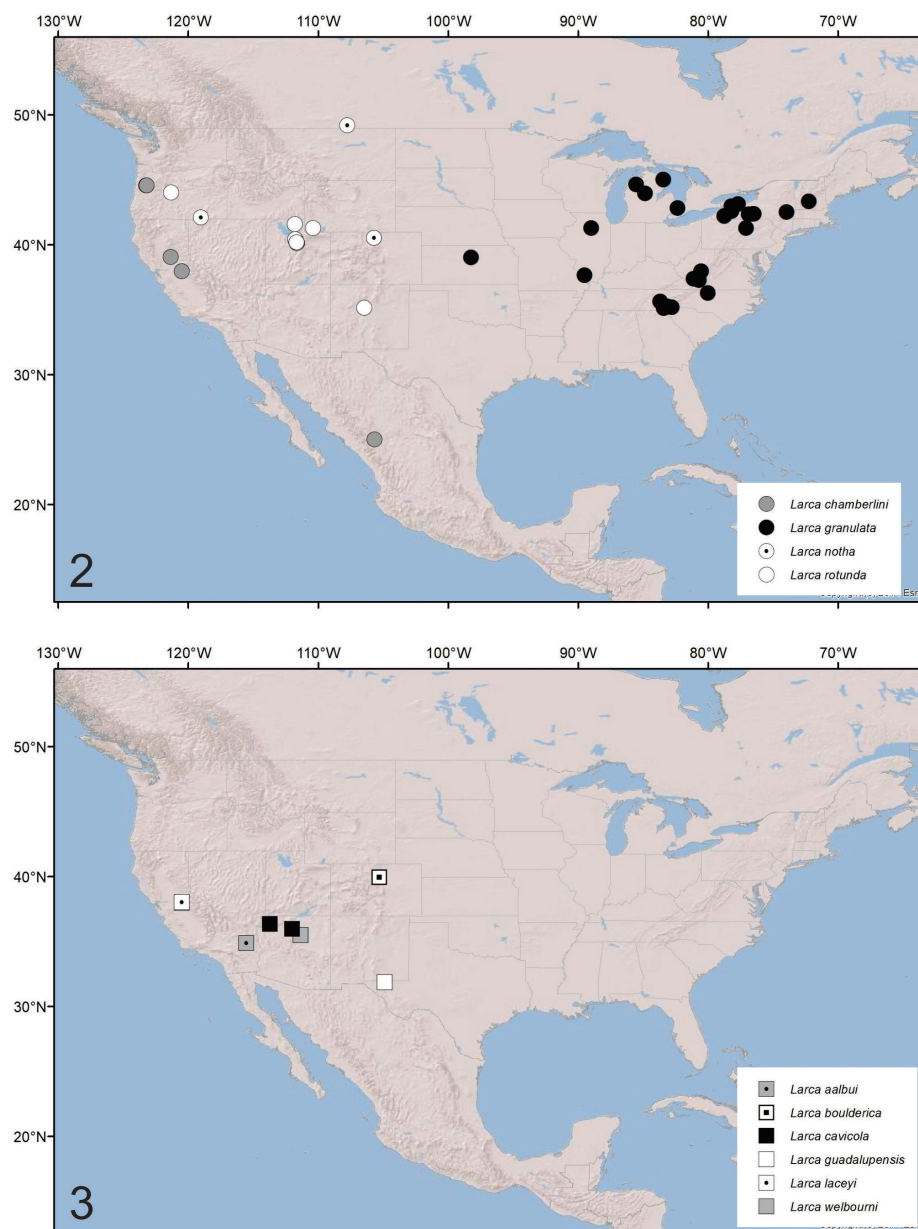 130°W 120°W 110°W 100°W 90°W 80°W 70°W
50°N
40°N
30°N
20°N
2
Larca chamberlini
Larca granulata
Larca notha
Larca rotunda
130°W 120°W 110°W 100°W 90°W 80°W 70°W
50°N
40°N
30°N
20°N
3
Larca aalbui
Larca boulderica
Larca cavicola
Larca guadalupensis
Larca laceyi
Larca welbourni